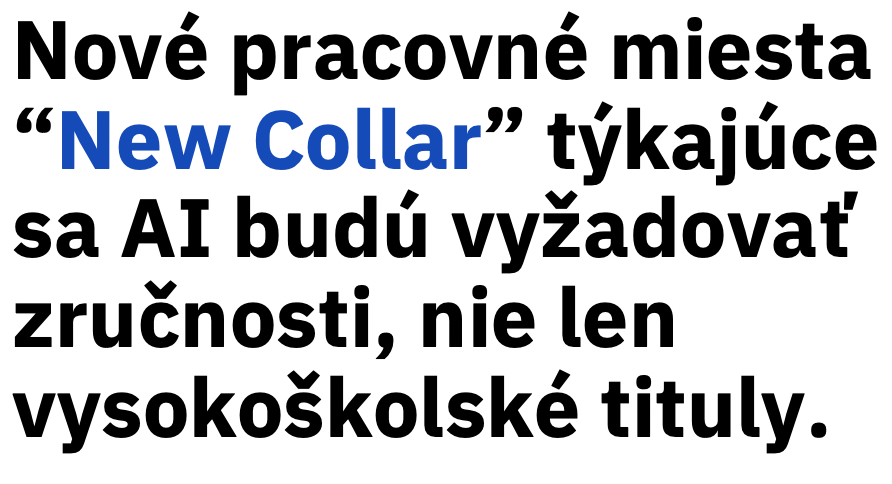 Nové pracovné miesta
“New Collar” týkajúce
sa AI budú vyžadovať
zručnosti, nie len
vysokoškolské tituly.